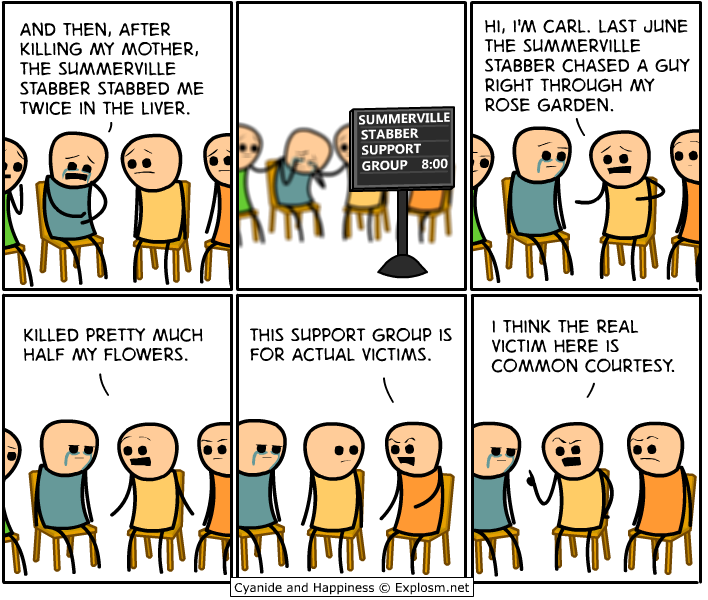 AND THEN, AFTER
KILLING MY MOTHER,
THE SUMMERVILLE
STABBER STABBED ME
TWICE IN THE LIVER.
SUMMERVILLE
STABBER
SUPPORT
GROUP 8:00
HI, I'M CARL. LAST JUNE
THE SUMMERVILLE
STABBER CHASED A GUY
RIGHT THROUGH MY
ROSE GARDEN.
KILLED PRETTY MUCH
HALF MY FLOWERS.
THIS SUPPORT GROUP IS
FOR ACTUAL VICTIMS.
I THINK THE REAL
VICTIM HERE IS
COMMON COURTESY.
Cyanide and Happiness © Explosm.net